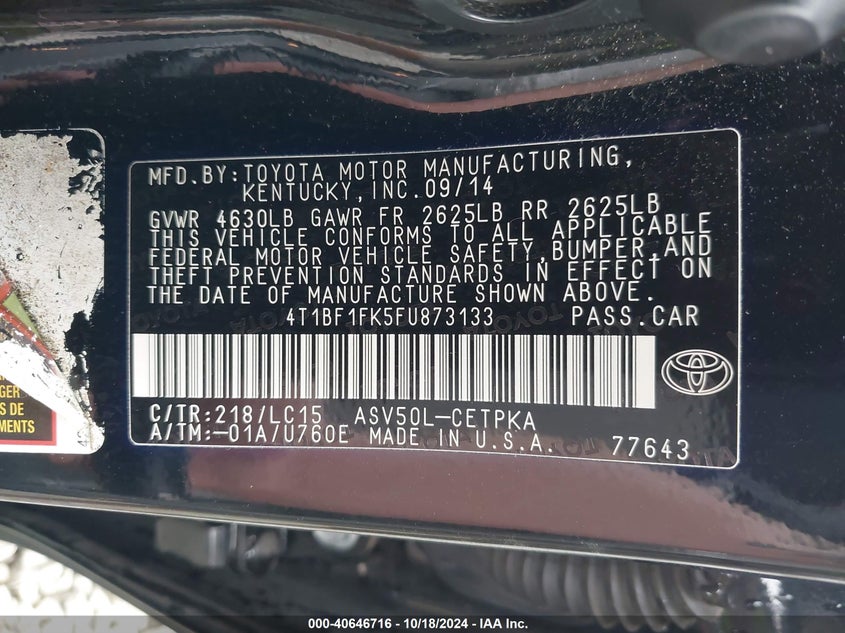 MFD.BY:TOYOTA MOTOR MANUFACTURING,
KENTUCKY,INC.09/14
GVWR 4630LB GAWR FR 2625LB RR 2625LB
THIS VEHICLE CONFORMS TO ALL APPLICABLE
FEDERAL MOTOR VEHICLE SAFETY,BUMPER,AND
THEFT PREVENTION STANDARDS IN EFFECT ON
THE DATE OF MANUFACTURE SHOWN ABOVE.
4T1BF1FK5FU873133 PASS.CAR
C/TR:218/LC15 ASV50L-CETPKA
A/TM:-01A/U760E MADE IN U.S.A. 77643
GER
S DE
EMENTS
000-40646716 - 10/18/2024 - IAA Inc.